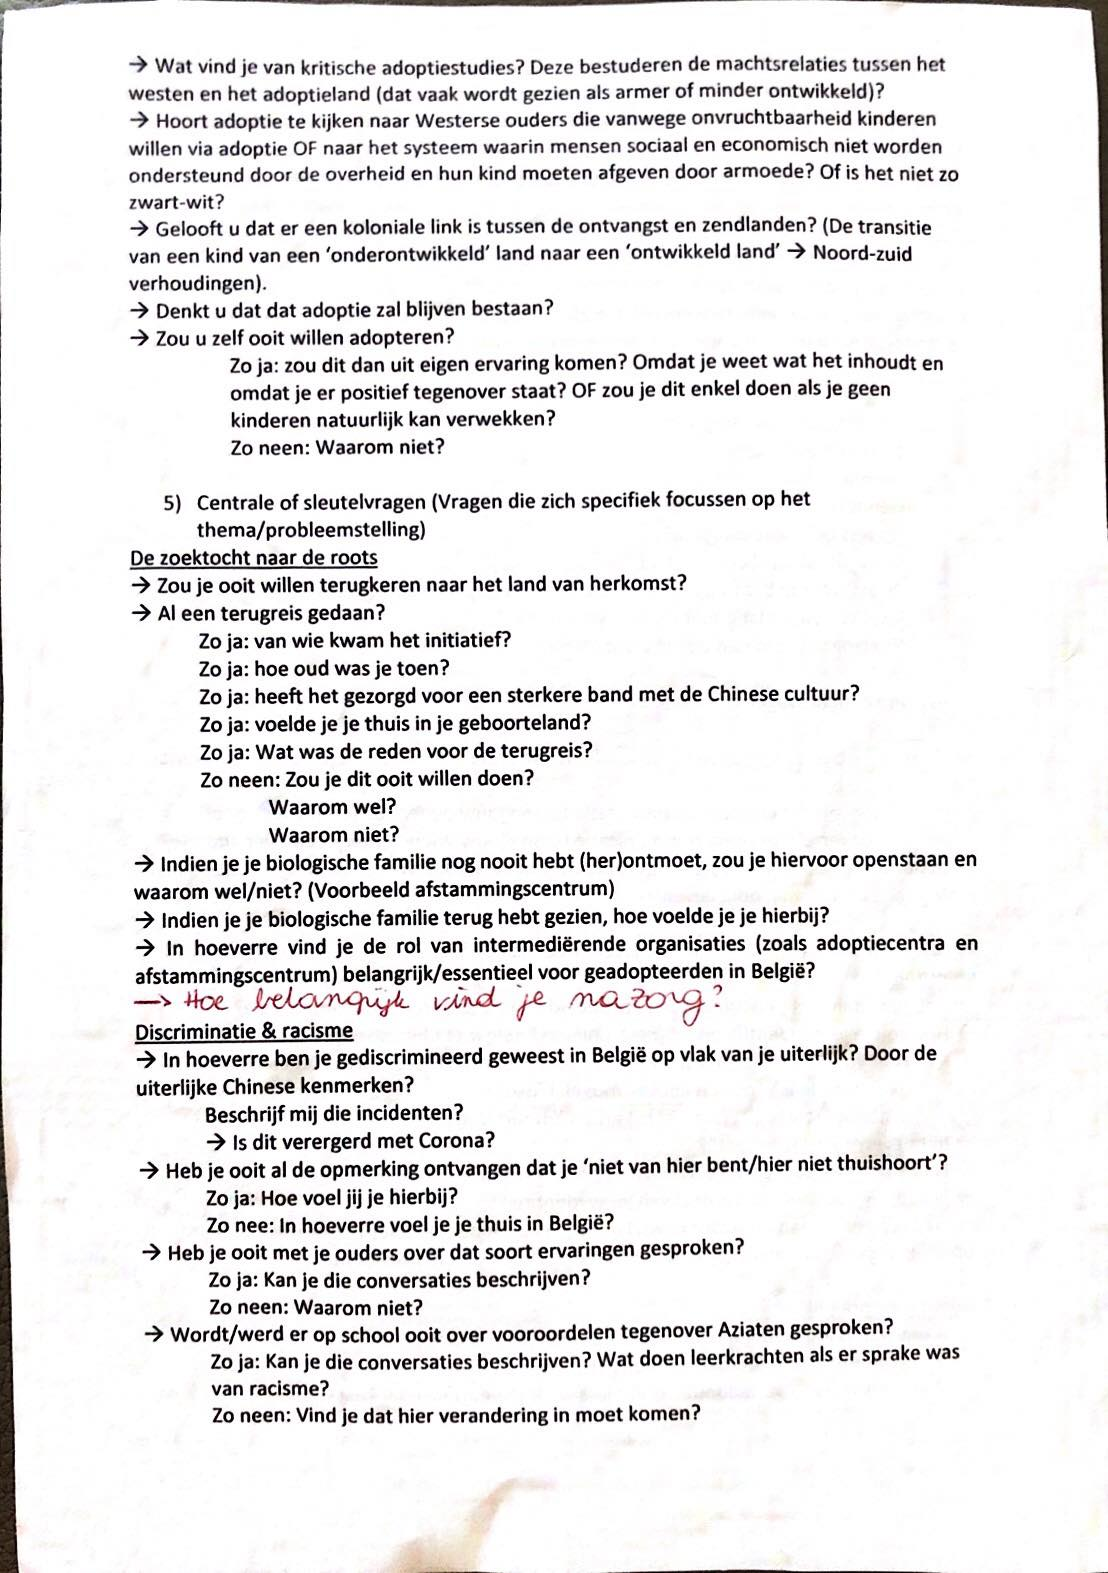 → Wat vind je van kritische adoptiestudies? Deze bestuderen de machtsrelaties tussen het
westen en het adoptieland (dat vaak wordt gezien als armer of minder ontwikkeld)?
→ Hoort adoptie te kijken naar Westerse ouders die vanwege onvruchtbaarheid kinderen
willen via adoptie OF naar het systeem waarin mensen sociaal en economisch niet worden
ondersteund door de overheid en hun kind moeten afgeven door armoede? Of is het niet zo
zwart-wit?
→ Gelooft u dat er een koloniale link is tussen de ontvangst en zendlanden? (De transitie
van een kind van een ‘onderontwikkeld’ land naar een ‘ontwikkeld land’ → Noord-zuid
verhoudingen).
→ Denkt u dat dat adoptie zal blijven bestaan?
→ Zou u zelf ooit willen adopteren?
Zo ja: zou dit dan uit eigen ervaring komen? Omdat je weet wat het inhoudt en
omdat je er positief tegenover staat? OF zou je dit enkel doen als je geen
kinderen natuurlijk kan verwekken?
Zo neen: Waarom niet?
5) Centrale of sleutelvragen (Vragen die zich specifiek focussen op het
thema/probleemstelling)
De zoektocht naar de roots
→ Zou je ooit willen terugkeren naar het land van herkomst?
→ Al een terugreis gedaan?
Zo ja: van wie kwam het initiatief?
Zo ja: hoe oud was je toen?
Zo ja: heeft het gezorgd voor een sterkere band met de Chinese cultuur?
Zo ja: voelde je je thuis in je geboorteland?
Zo ja: Wat was de reden voor de terugreis?
Zo neen: Zou je dit ooit willen doen?
Waarom wel?
Waarom niet?
→ Indien je je biologische familie nog nooit hebt (her)ontmoet, zou je hiervoor openstaan en
waarom wel/niet? (Voorbeeld afstammingscentrum)
→ Indien je je biologische familie terug hebt gezien, hoe voelde je je hierbij?
→ In hoeverre vind je de rol van intermediërende organisaties (zoals adoptiecentra en
afstammingscentrum) belangrijk/essentieel voor geadopteerden in België?
→ Hoe belangrijk vind je nazorg?
Discriminatie & racisme
→ In hoeverre ben je gediscrimineerd geweest in België op vlak van je uiterlijk? Door de
uiterlijke Chinese kenmerken?
Beschrijf mij die incidenten?
→ Is dit verergerd met Corona?
→ Heb je ooit al de opmerking ontvangen dat je ‘niet van hier bent/hier niet thuishoort’?
Zo ja: Hoe voel jij je hierbij?
Zo nee: In hoeverre voel je je thuis in België?
→ Heb je ooit met je ouders over dat soort ervaringen gesproken?
Zo ja: Kan je die conversaties beschrijven?
Zo neen: Waarom niet?
→ Wordt/werd er op school ooit over vooroordelen tegenover Aziaten gesproken?
Zo ja: Kan je die conversaties beschrijven? Wat doen leerkrachten als er sprake was
van racisme?
Zo neen: Vind je dat hier verandering in moet komen?